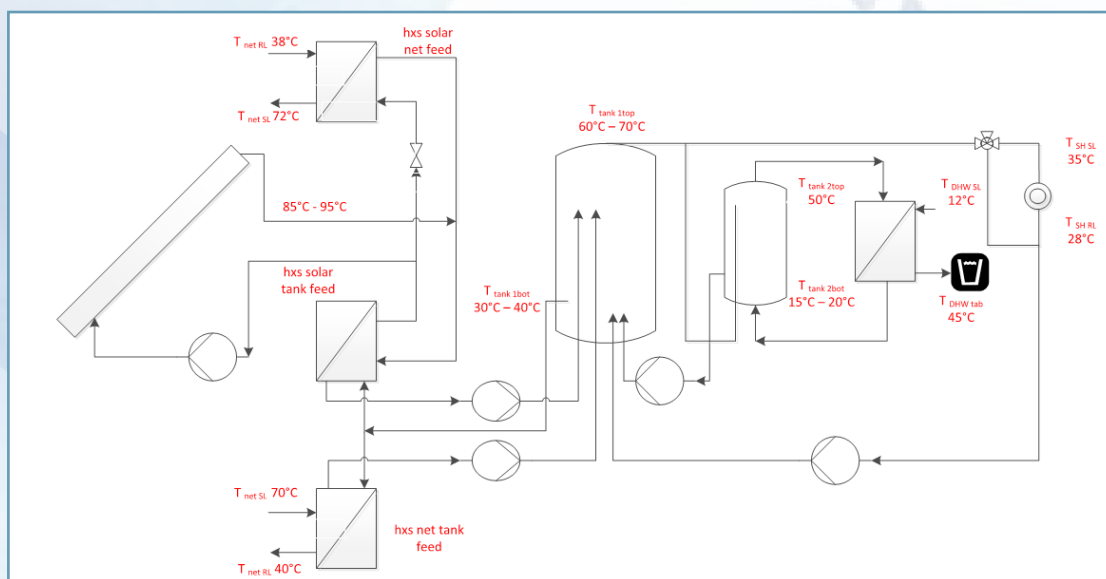 T net RL 38°C
hxs solar
net feed
T net SL 72°C
85°C - 95°C
hxs solar
tank feed
T tank 1top
60°C – 70°C
T tank 1bot
30°C – 40°C
T tank 2top
50°C
T tank 2bot
15°C – 20°C
T DHW SL
12°C
T DHW tab
45°C
T SH SL
35°C
T SH RL
28°C
T net SL 70°C
hxs net tank
feed
T net RL 40°C